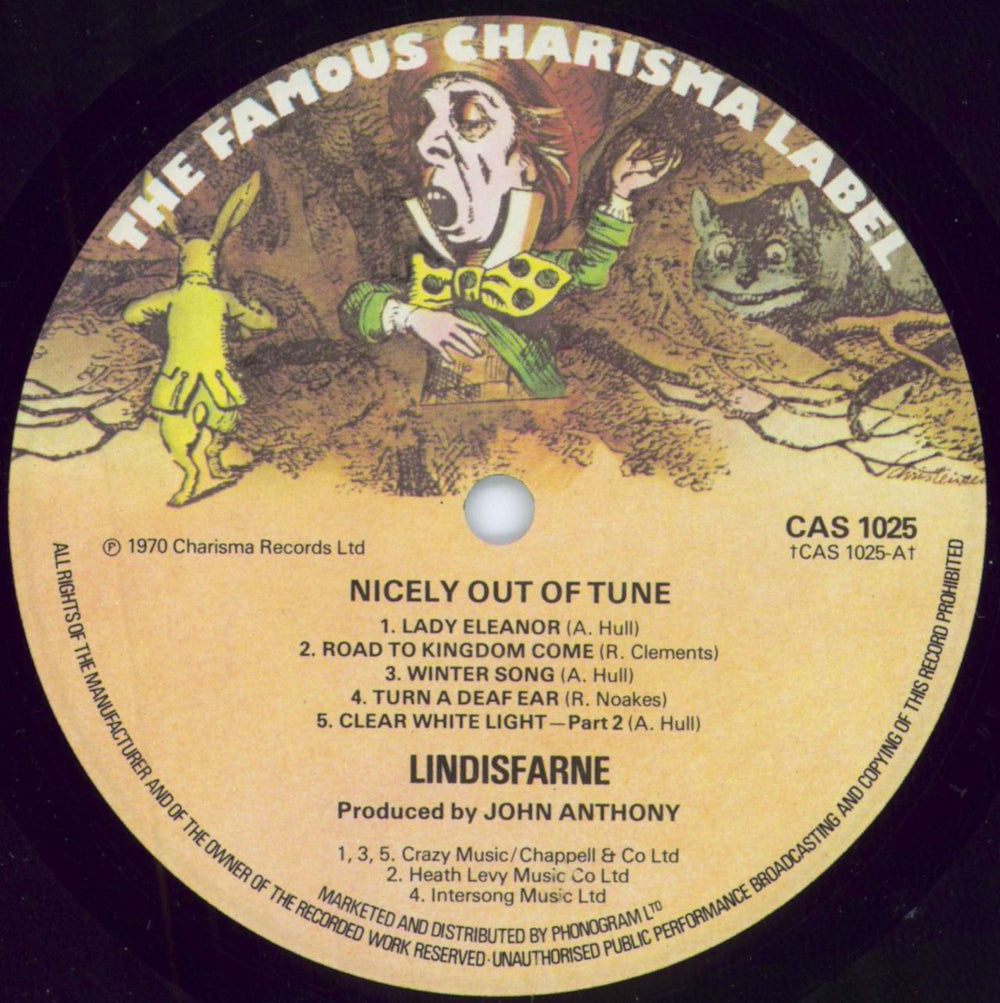 THE FAMOUS CHARISMA LABEL
Christensen
CAS 1025
†CAS 1025-A†
℗ 1970 Charisma Records Ltd
NICELY OUT OF TUNE
1. LADY ELEANOR (A. Hull)
2. ROAD TO KINGDOM COME (R. Clements)
3. WINTER SONG (A. Hull)
4. TURN A DEAF EAR (R. Noakes)
5. CLEAR WHITE LIGHT—Part 2 (A. Hull)
LINDISFARNE
Produced by JOHN ANTHONY
1, 3, 5. Crazy Music/Chappell & Co Ltd
2. Heath Levy Music Co Ltd
4. Intersong Music Ltd
MARKETED AND DISTRIBUTED BY PHONOGRAM LTD
ALL RIGHTS OF THE MANUFACTURER AND OF THE OWNER OF THE RECORDED WORK RESERVED·UNAUTHORISED PUBLIC PERFORMANCE BROADCASTING AND COPYING OF THIS RECORD PROHIBITED